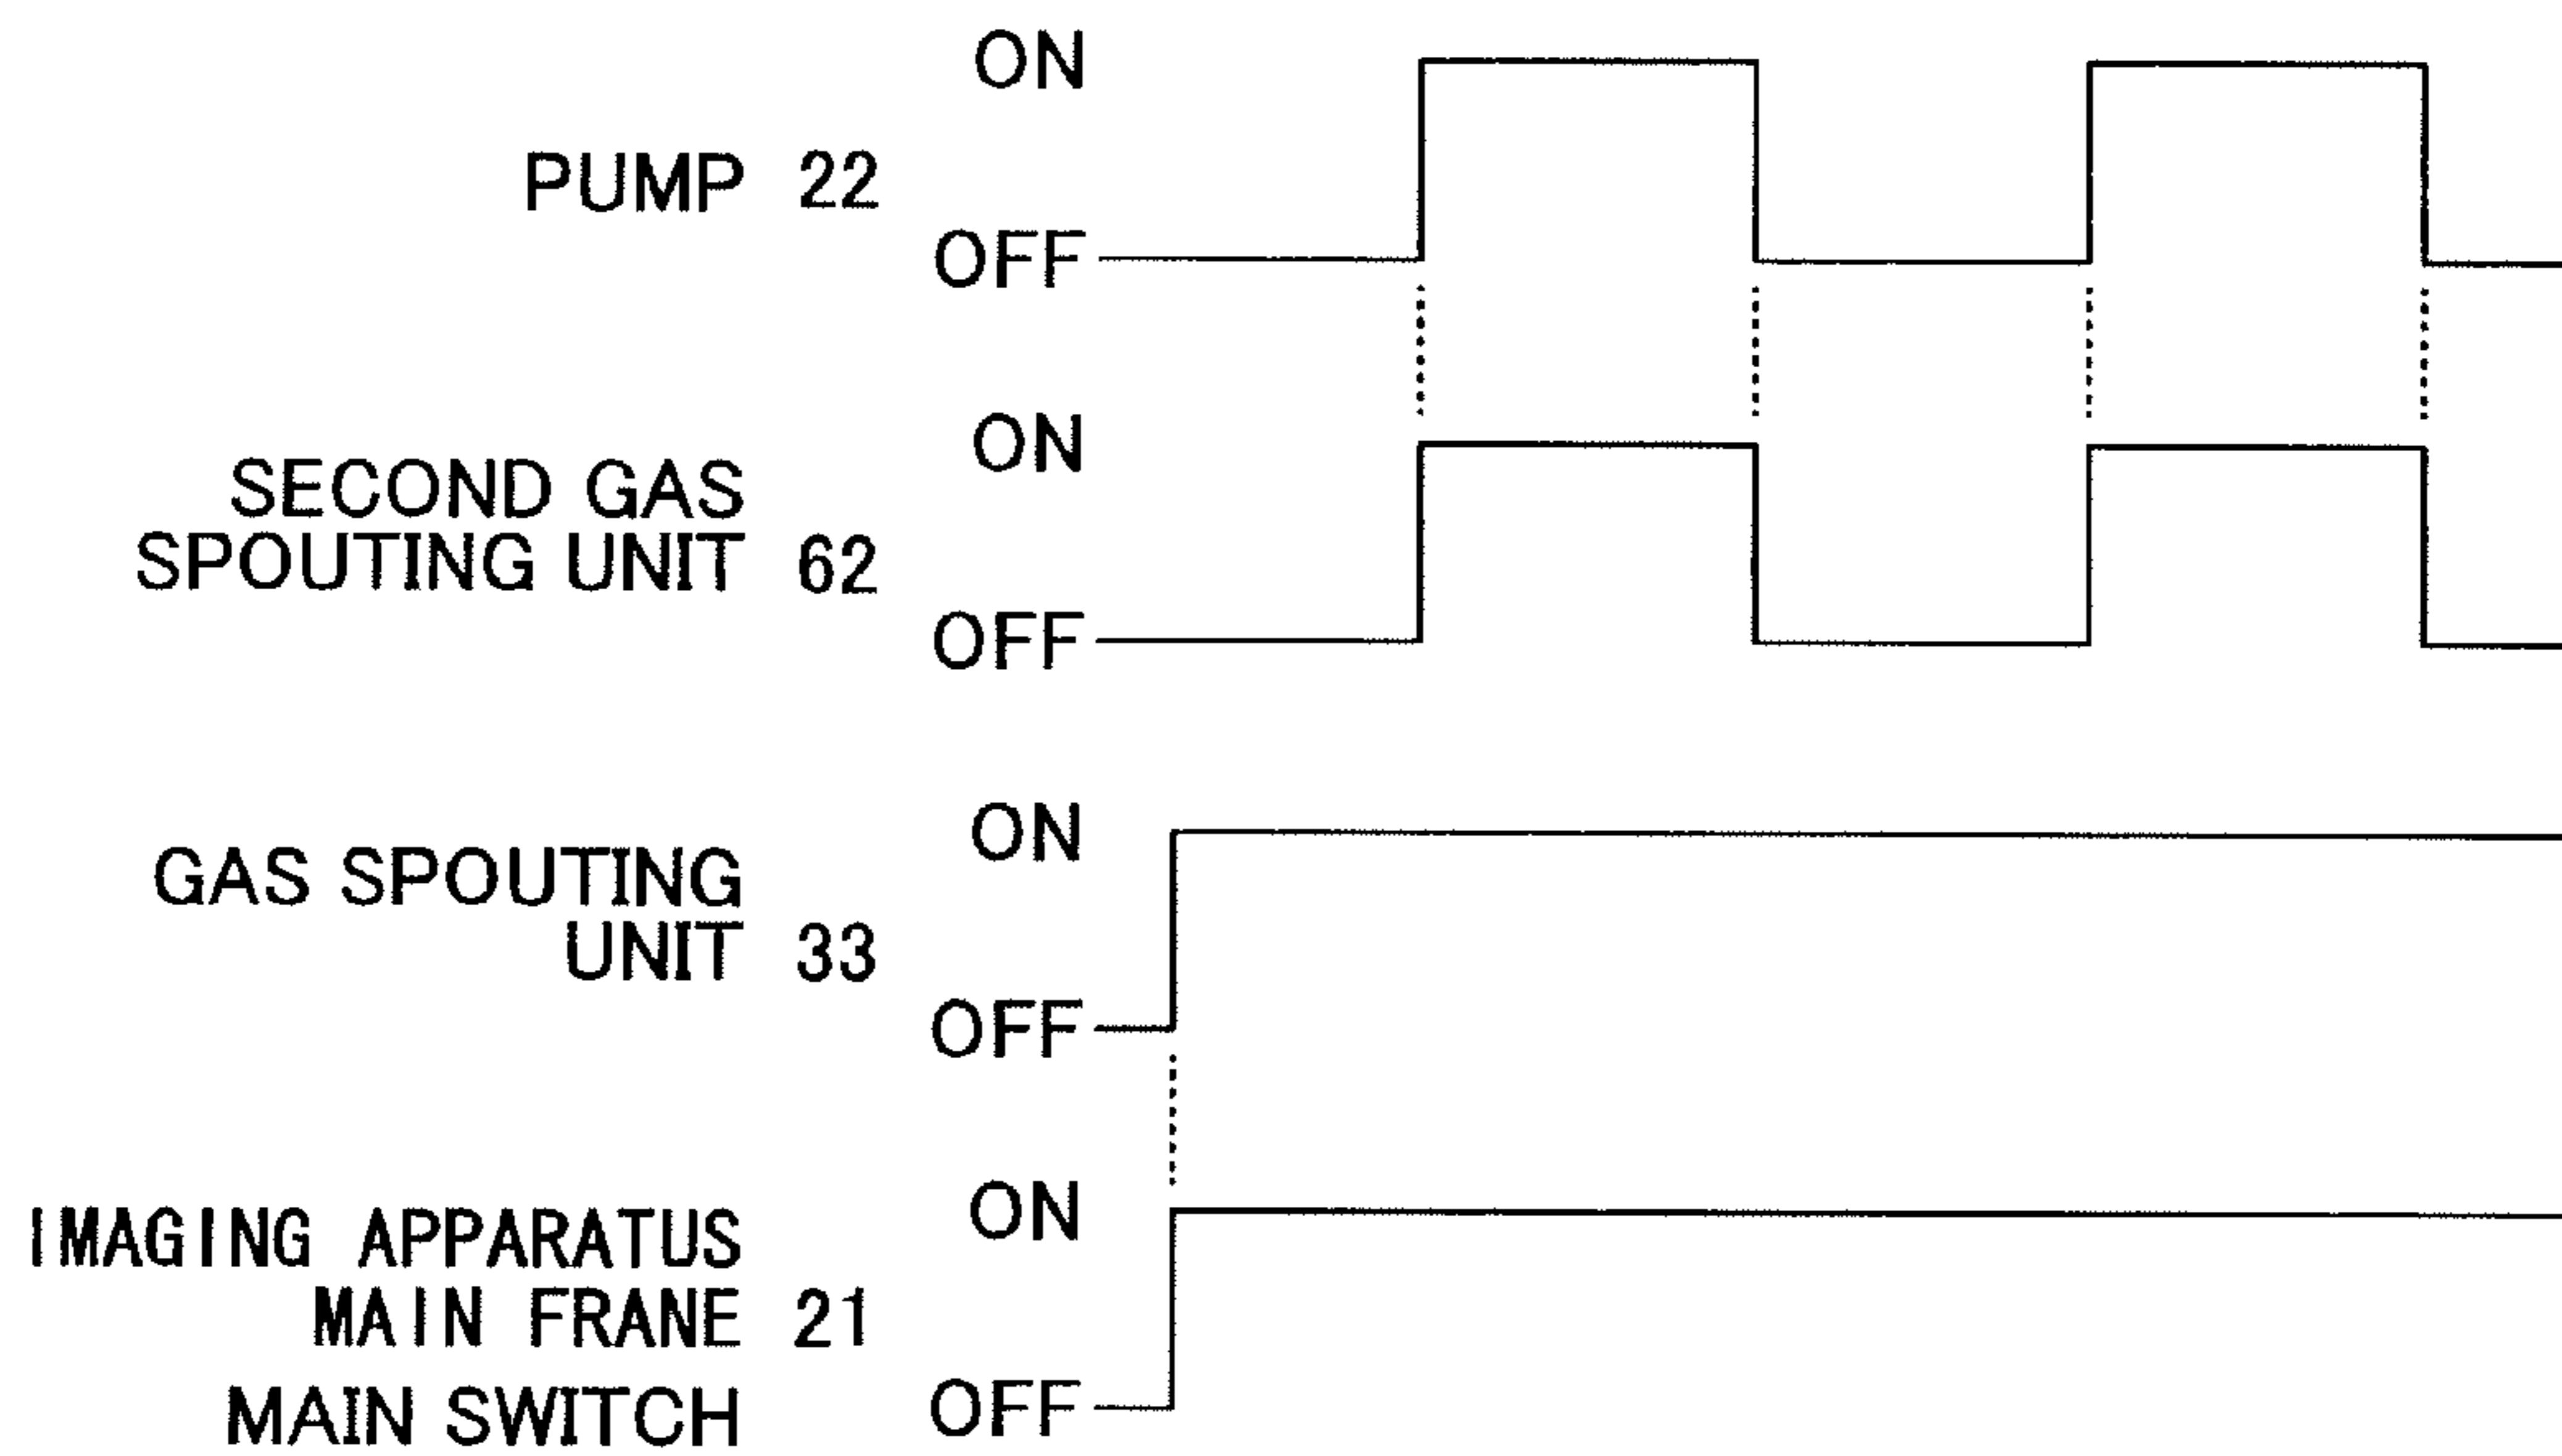 ON
PUMP 22
OFF
ON
SECOND GAS
SPOUTING UNIT 62
OFF
ON
GAS SPOUTING
UNIT 33
OFF
ON
IMAGING APPARATUS
MAIN FRANE 21
MAIN SWITCH
OFF